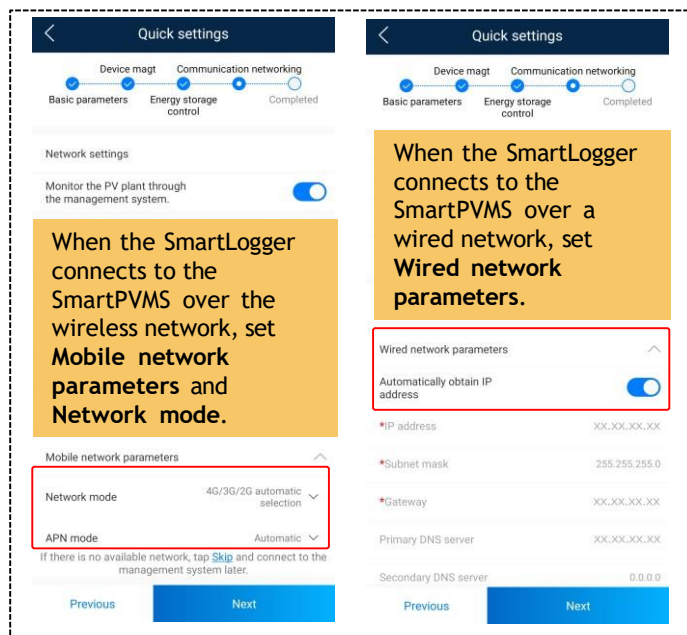 Quick settings
Device magt Communication networking
Basic parameters Energy storage control Completed
Network settings
Monitor the PV plant through
the management system.
When the SmartLogger
connects to the
SmartPVMS over the
wireless network, set
Mobile network
parameters and
Network mode.
Mobile network parameters
Network mode 4G/3G/2G automatic selection
APN mode Automatic
If there is no available network, tap Skip and connect to the
management system later.
Previous Next
Quick settings
Device magt Communication networking
Basic parameters Energy storage control Completed
When the SmartLogger
connects to the
SmartPVMS over a
wired network, set
Wired network
parameters.
Wired network parameters
Automatically obtain IP
address
*IP address XX.XX.XX.XX
*Subnet mask 255.255.255.0
*Gateway XX.XX.XX.XX
Primary DNS server XX.XX.XX.XX
Secondary DNS server 0.0.0.0
Previous Next